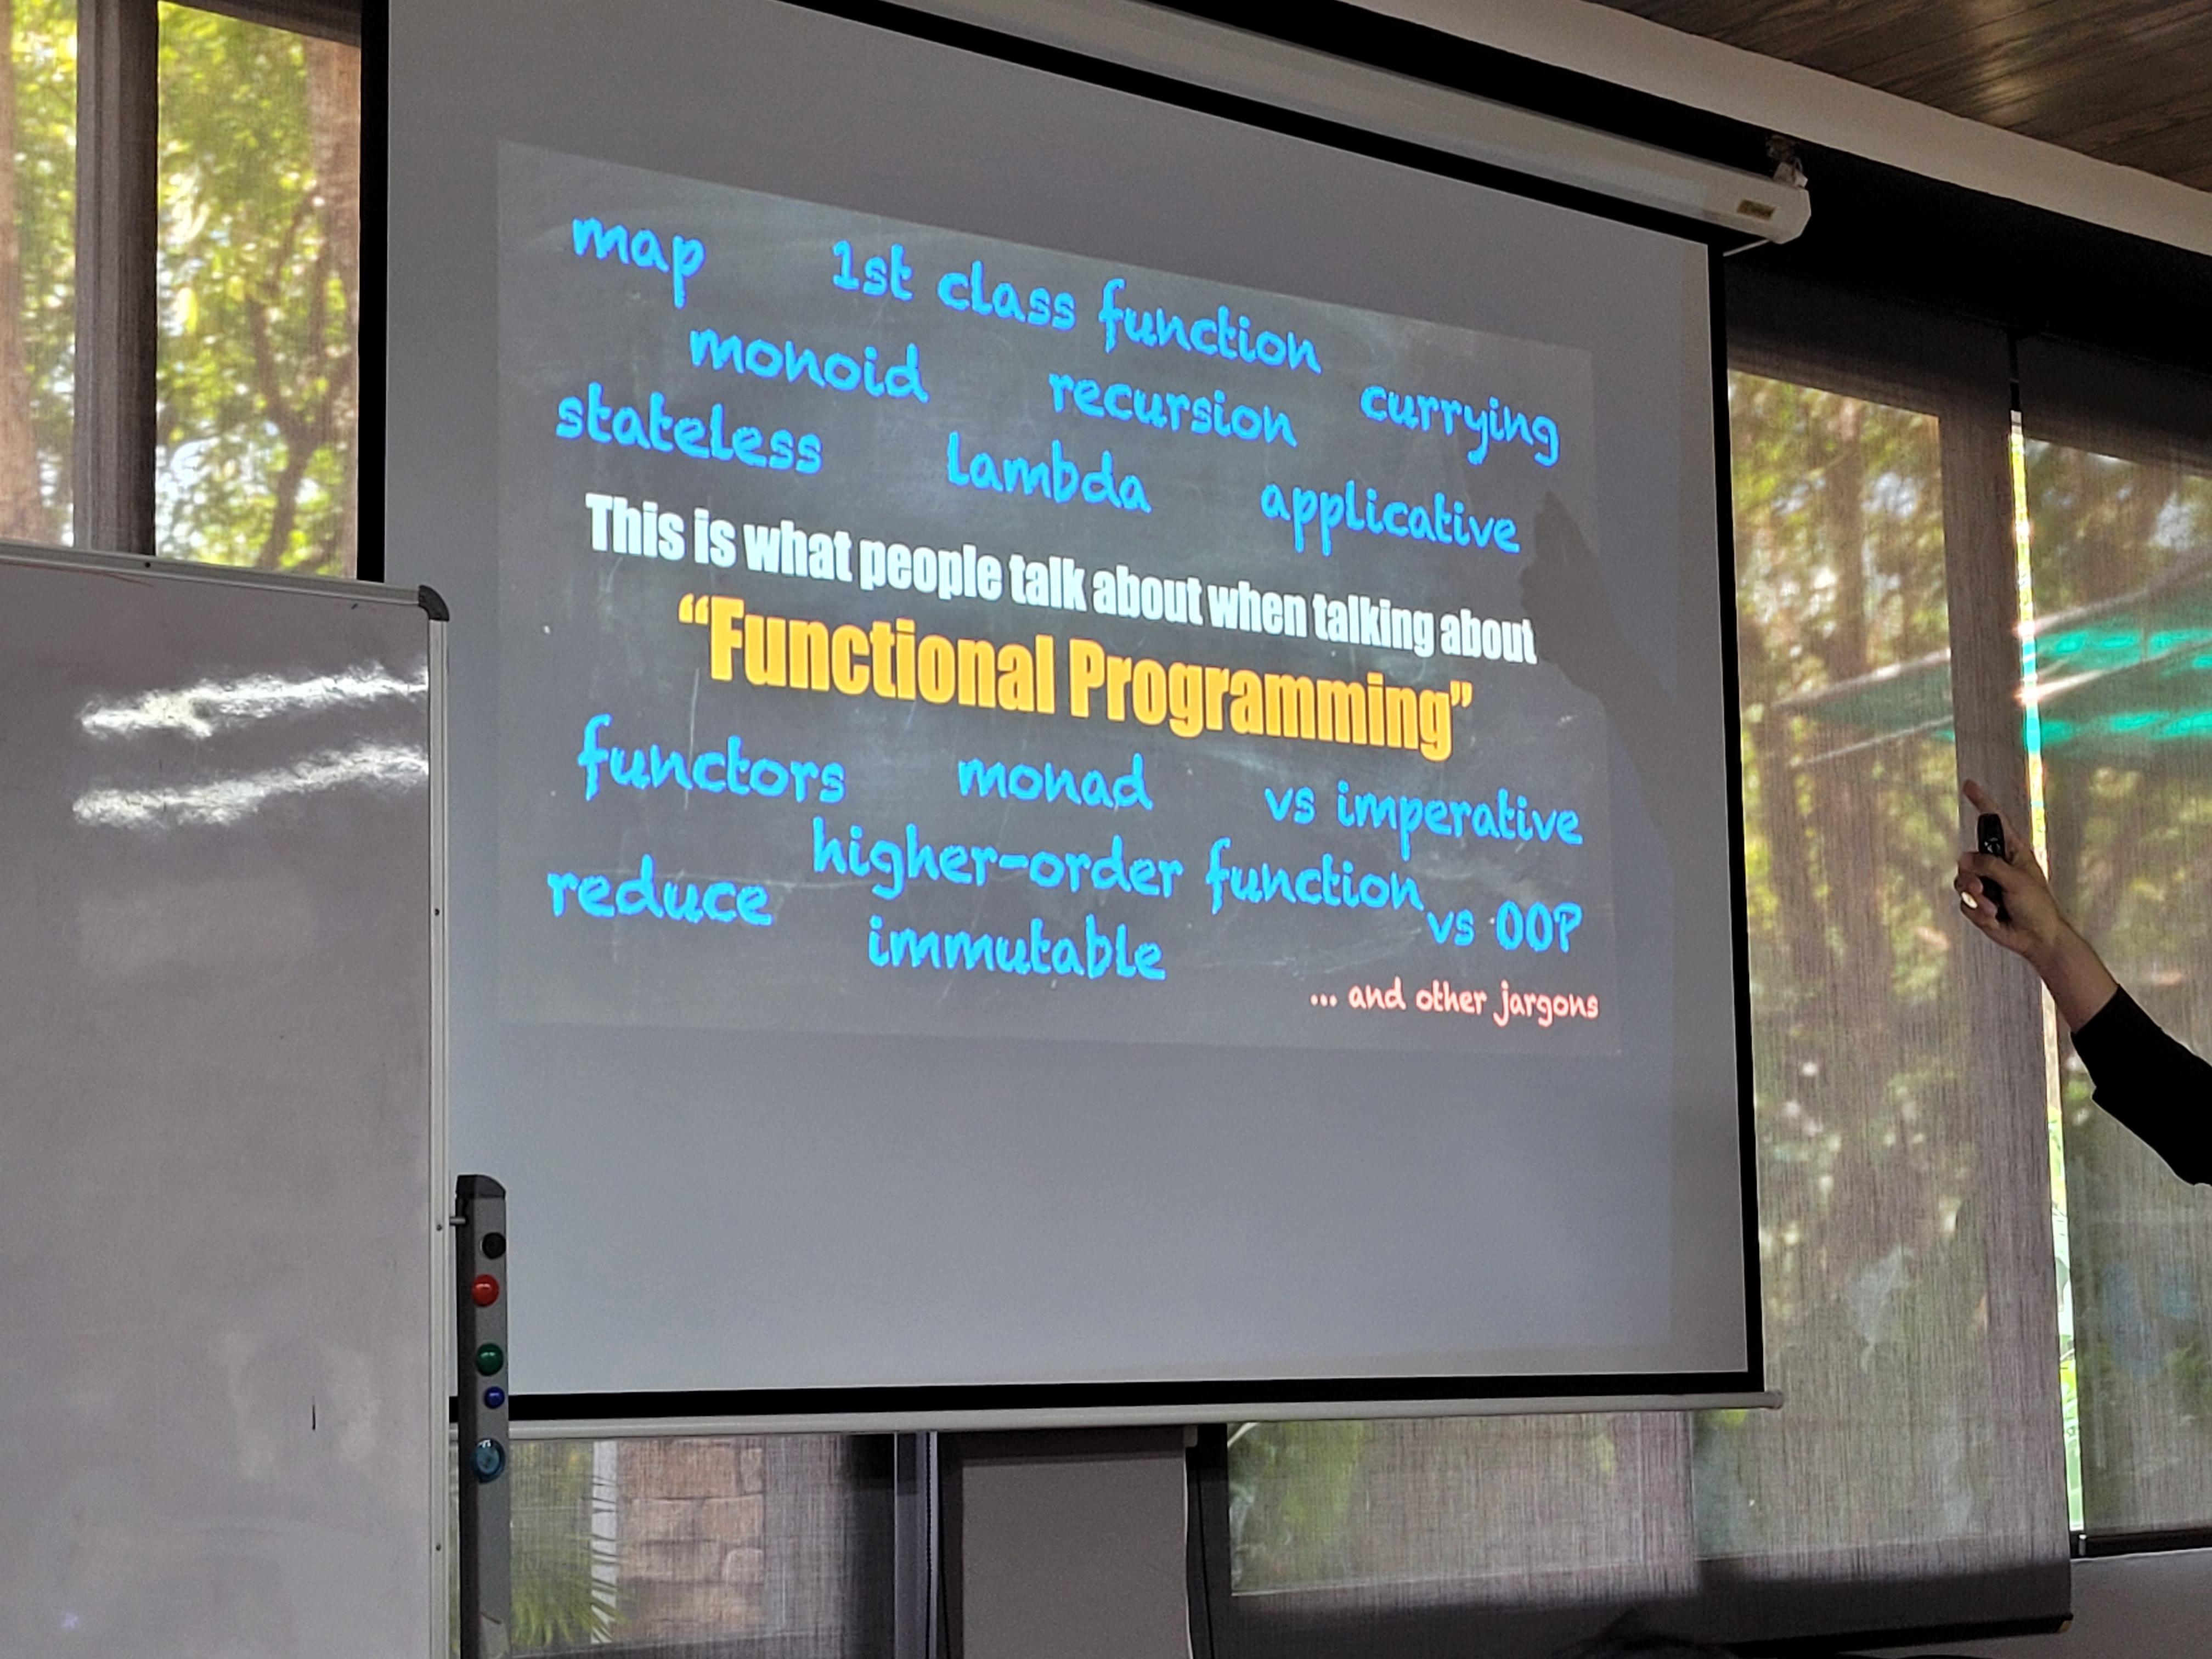 map 1st class function
monoid recursion currying
stateless lambda applicative
This is what people talk about when talking about
“Functional Programming”
functors monad vs imperative
higher-order function
reduce vs OOP
immutable
... and other jargons